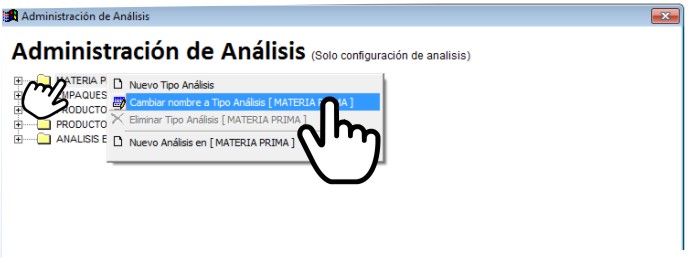 Administración de Análisis
Administración de Análisis (Solo configuración de analisis)
MATERIA P
MPAQUES
PRODUCTO
PRODUCTO
ANALISIS E
Nuevo Tipo Análisis
Cambiar nombre a Tipo Análisis [ MATERIA PRIMA ]
Eliminar Tipo Análisis [ MATERIA PRIMA ]
Nuevo Análisis en [ MATERIA PRIMA ]